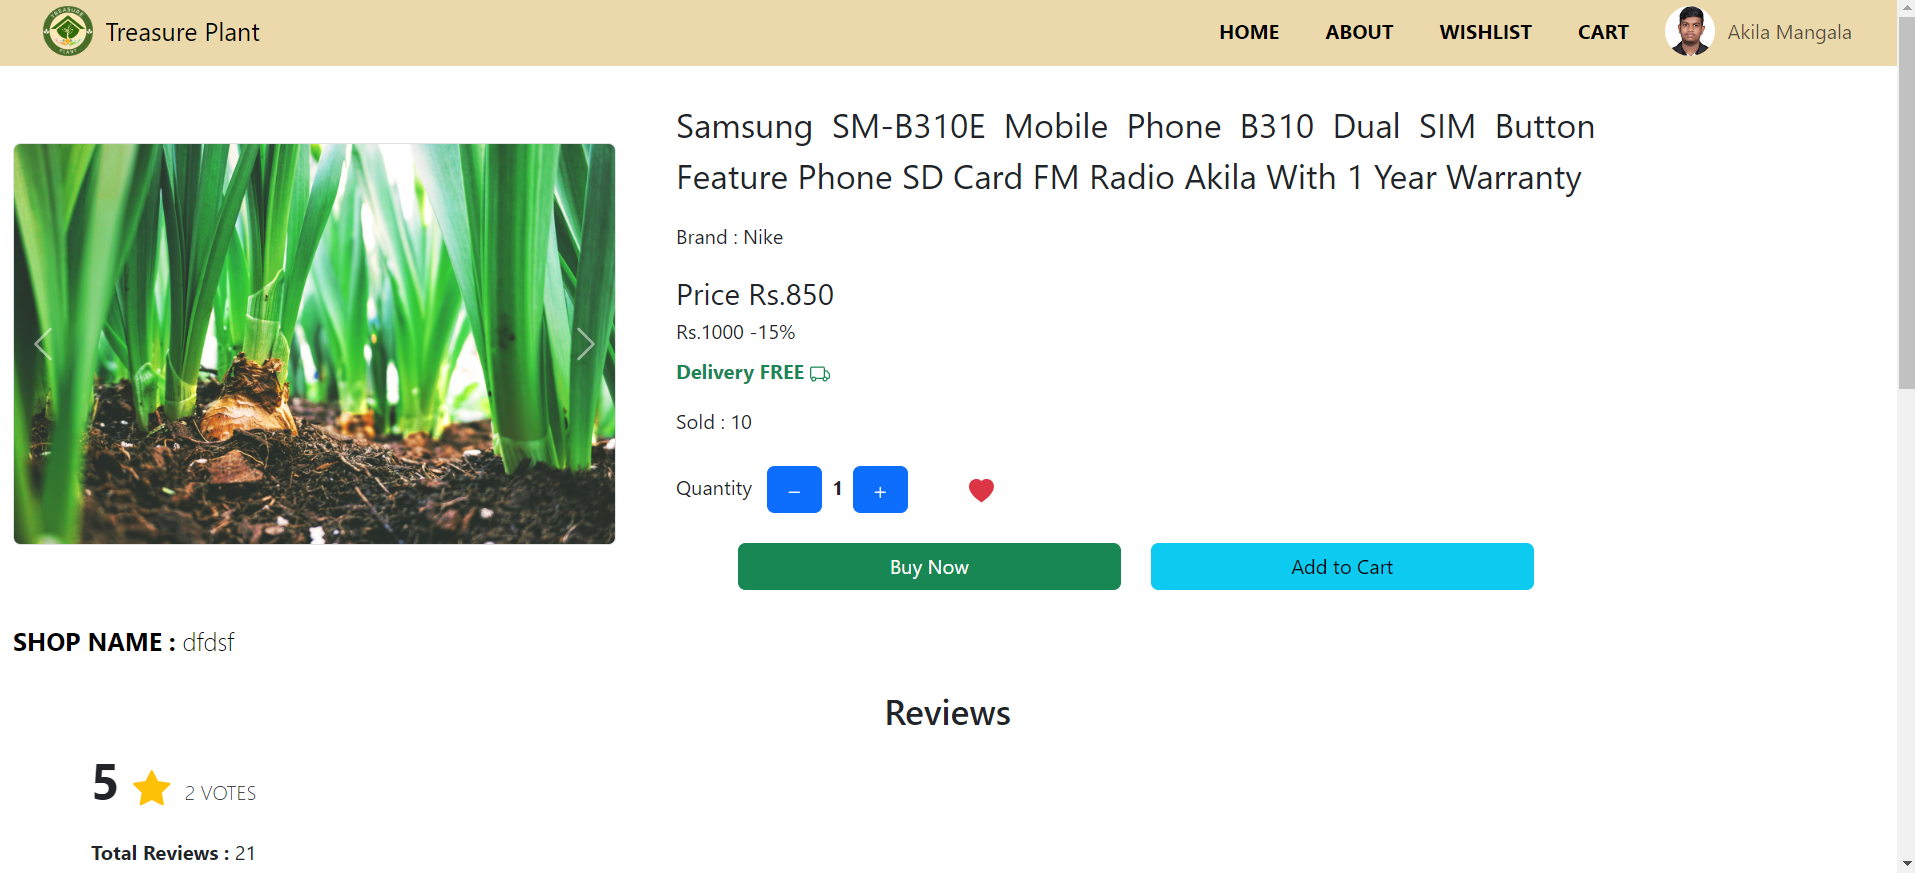 Treasure Plant
HOME ABOUT WISHLIST CART Akila Mangala
Samsung SM-B310E Mobile Phone B310 Dual SIM Button
Feature Phone SD Card FM Radio Akila With 1 Year Warranty
Brand : Nike
Price Rs.850
Rs.1000 -15%
Delivery FREE
Sold : 10
Quantity − 1 +
Buy Now Add to Cart
SHOP NAME : dfdsf
Reviews
5 2 VOTES
Total Reviews : 21